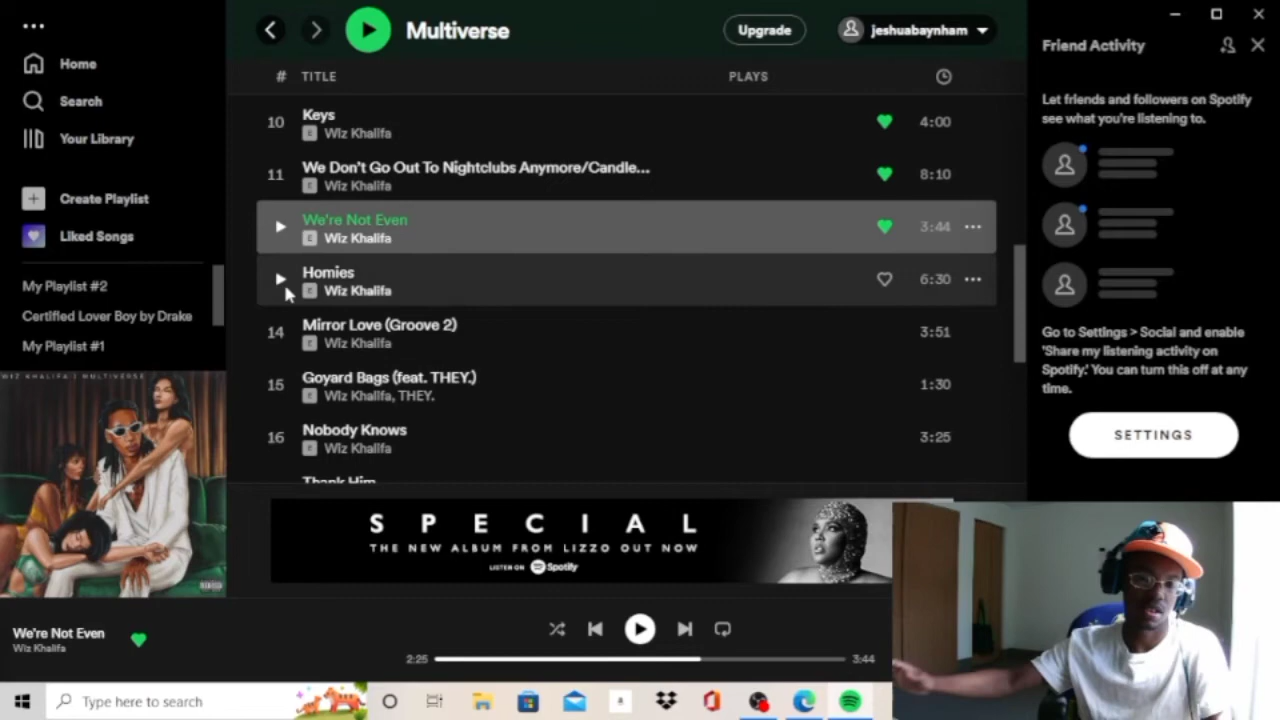 Multiverse
Upgrade
jeshuabaynham
Home
Search
Your Library
Create Playlist
Liked Songs
My Playlist #2
Certified Lover Boy by Drake
My Playlist #1
WIZ KHALIFA | MULTIVERSE
# TITLE PLAYS
10 Keys 4:00
E Wiz Khalifa
11 We Don't Go Out To Nightclubs Anymore/Candle... 8:10
E Wiz Khalifa
We're Not Even 3:44
E Wiz Khalifa
Homies 6:30
E Wiz Khalifa
14 Mirror Love (Groove 2) 3:51
E Wiz Khalifa
15 Goyard Bags (feat. THEY.) 1:30
E Wiz Khalifa, THEY.
16 Nobody Knows 3:25
E Wiz Khalifa
Thank Him
SPECIAL
THE NEW ALBUM FROM LIZZO OUT NOW
LISTEN ON Spotify
Friend Activity
Let friends and followers on Spotify
see what you're listening to.
Go to Settings > Social and enable
'Share my listening activity on
Spotify.' You can turn this off at any
time.
SETTINGS
We're Not Even
Wiz Khalifa
2:25 3:44
Type here to search
a